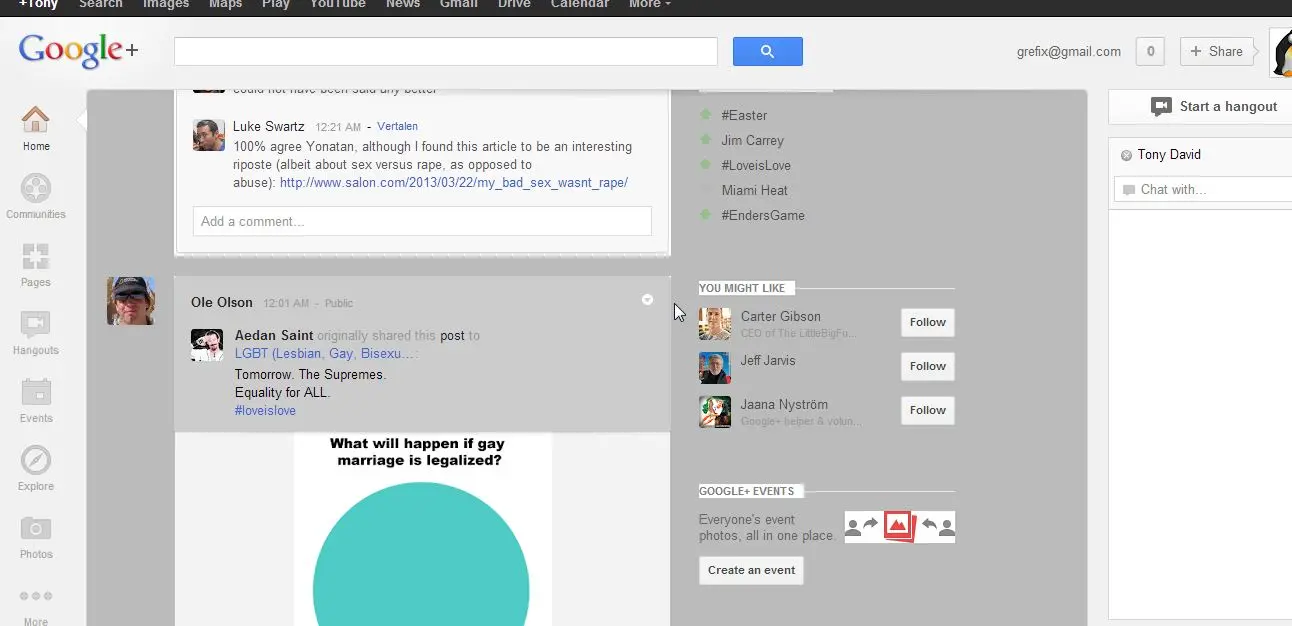 +Tony Search Images Maps Play YouTube News Gmail Drive Calendar More
Google+
grefix@gmail.com
0
+ Share
Home
Communities
Pages
Hangouts
Events
Explore
Photos
More
could not have been said any better
Luke Swartz 12:21 AM - Vertalen
100% agree Yonatan, although I found this article to be an interesting
riposte (albeit about sex versus rape, as opposed to
abuse): http://www.salon.com/2013/03/22/my_bad_sex_wasnt_rape/
Add a comment...
Ole Olson 12:01 AM - Public
Aedan Saint originally shared this post to
LGBT (Lesbian, Gay, Bisexu... :
Tomorrow. The Supremes.
Equality for ALL.
#loveislove
What will happen if gay
marriage is legalized?
#Easter
Jim Carrey
#LoveisLove
Miami Heat
#EndersGame
YOU MIGHT LIKE
Carter Gibson
CEO of The LittleBigFu...
Follow
Jeff Jarvis
Follow
Jaana Nyström
Google+ helper & volun...
Follow
GOOGLE+ EVENTS
Everyone's event
photos, all in one place.
Create an event
Start a hangout
Tony David
Chat with...